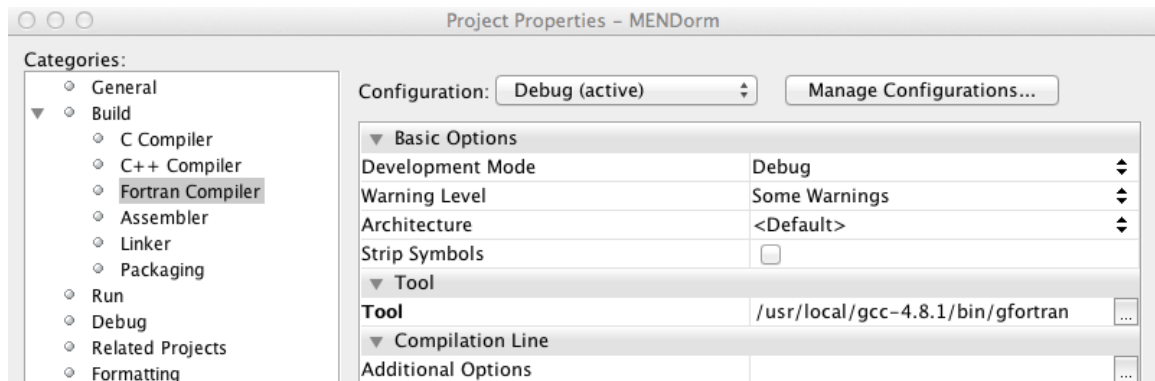 Project Properties – MENDorm
Categories:
General
Build
C Compiler
C++ Compiler
Fortran Compiler
Assembler
Linker
Packaging
Run
Debug
Related Projects
Formatting
Configuration: Debug (active) Manage Configurations...
Basic Options
Development Mode Debug
Warning Level Some Warnings
Architecture <Default>
Strip Symbols
Tool
Tool /usr/local/gcc-4.8.1/bin/gfortran ...
Compilation Line
Additional Options ...